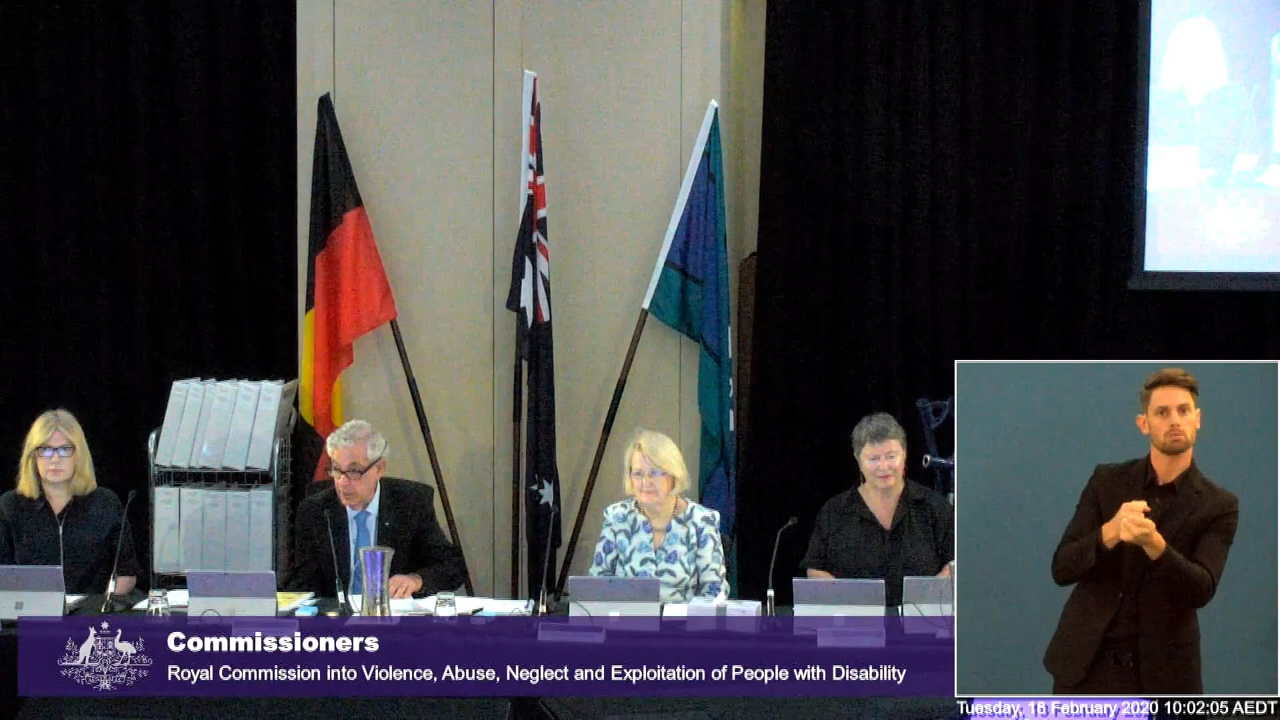 Commissioners
Royal Commission into Violence, Abuse, Neglect and Exploitation of People with Disability
Tuesday, 18 February 2020 10:02:05 AEDT